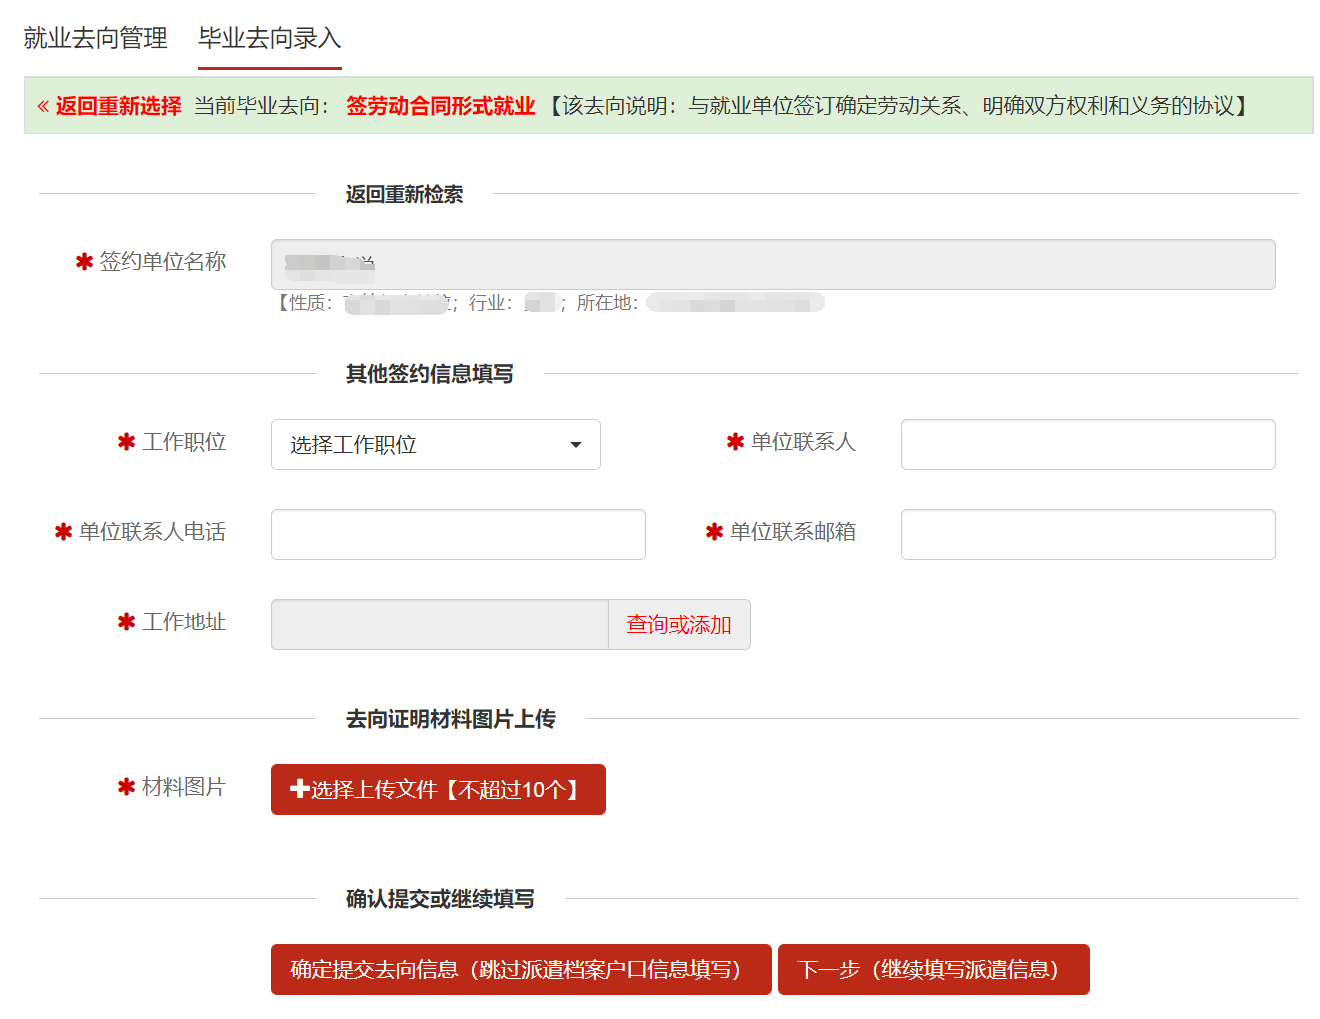 就业去向管理 毕业去向录入
« 返回重新选择 当前毕业去向： 签劳动合同形式就业 【该去向说明：与就业单位签订确定劳动关系、明确双方权利和义务的协议】
返回重新检索
✱ 签约单位名称
【性质： ；行业： ；所在地：
其他签约信息填写
✱ 工作职位 选择工作职位 ✱ 单位联系人
✱ 单位联系人电话 ✱ 单位联系邮箱
✱ 工作地址 查询或添加
去向证明材料图片上传
✱ 材料图片 ✚选择上传文件【不超过10个】
确认提交或继续填写
确定提交去向信息（跳过派遣档案户口信息填写） 下一步（继续填写派遣信息）